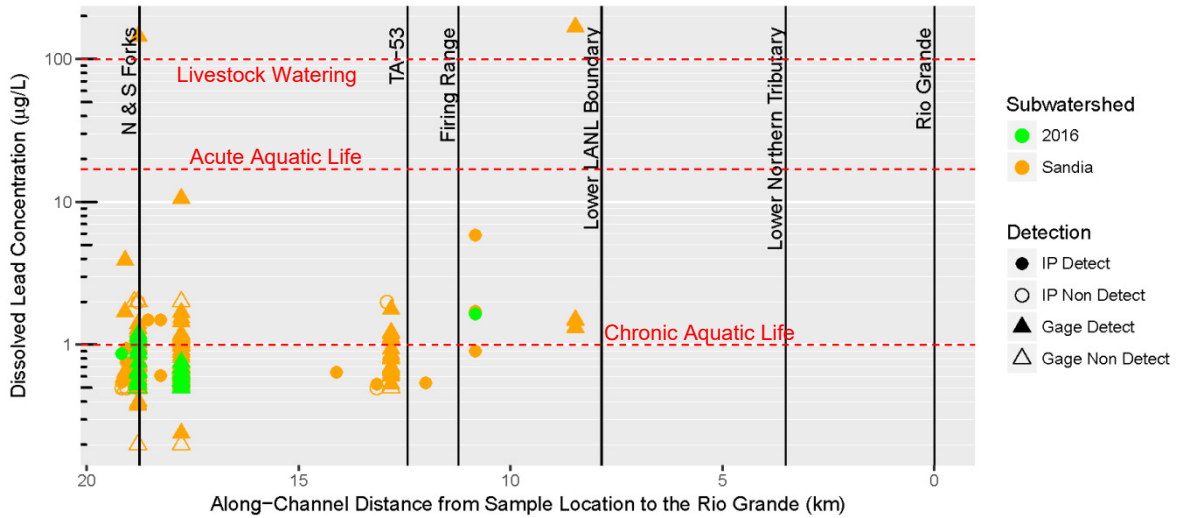 Dissolved Lead Concentration (µg/L)
100
10
1
N & S Forks
TA−53
Firing Range
Lower LANL Boundary
Lower Northern Tributary
Rio Grande
Livestock Watering
Acute Aquatic Life
Chronic Aquatic Life
20
15
10
5
0
Along−Channel Distance from Sample Location to the Rio Grande (km)
Subwatershed
2016
Sandia
Detection
IP Detect
IP Non Detect
Gage Detect
Gage Non Detect